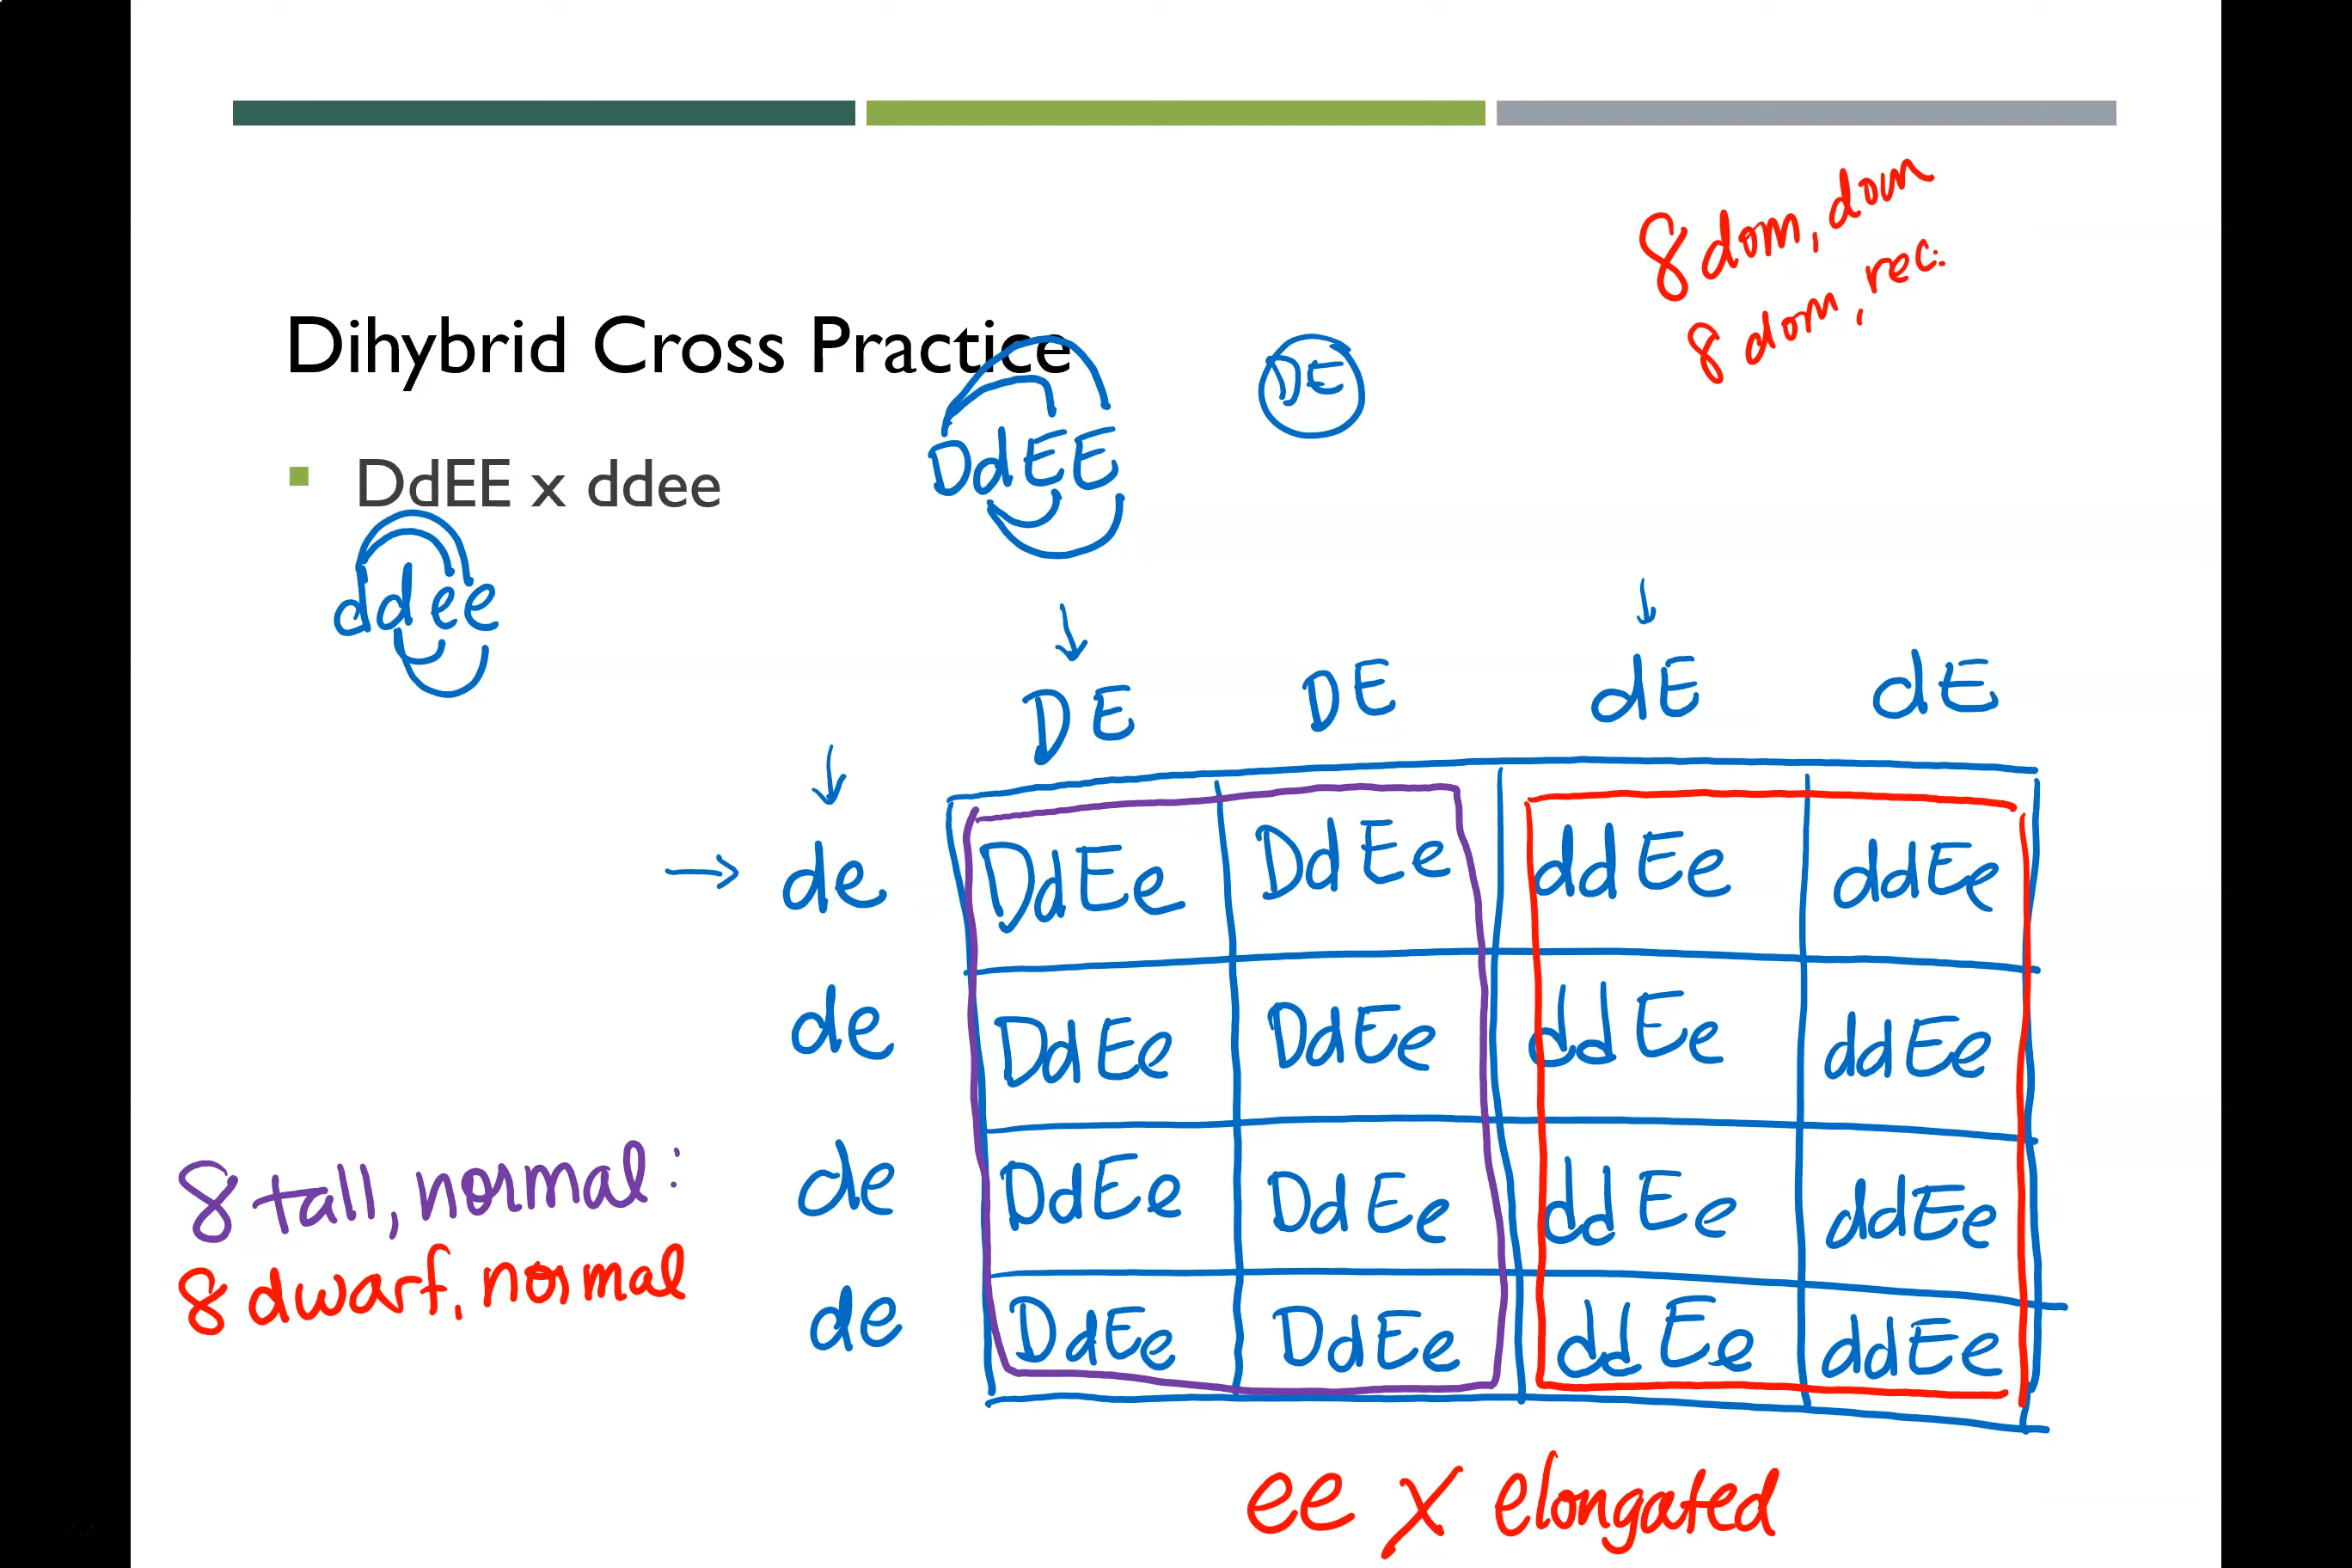 8 dom, dom
8 dom, rec.
Dihybrid Cross Practice
DE
DdEE
DdEE x ddee
ddee
DE DE dE dE
de DdEe DdEe ddEe ddEe
de DdEe DdEe ddEe ddEe
de DdEe DdEe ddEe ddEe
de DdEe DdEe ddEe ddEe
8 tall, normal:
8 dwarf, normal
ee X elongated